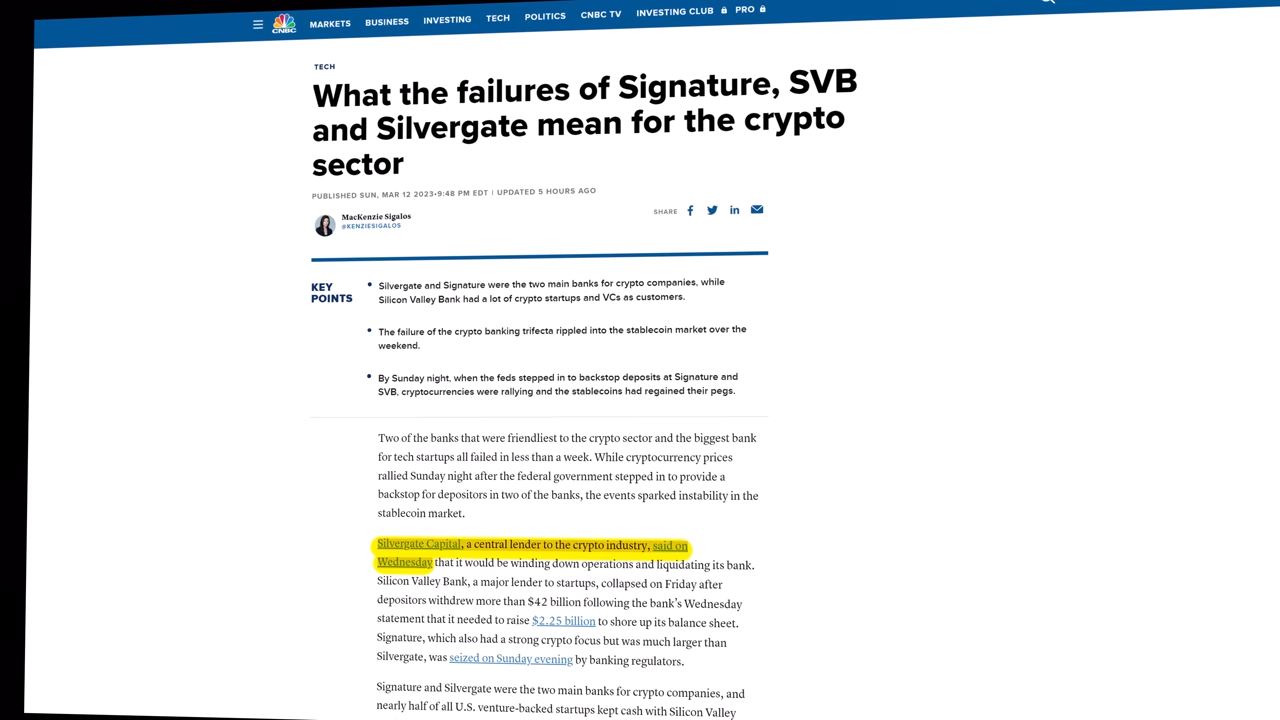 MARKETS BUSINESS INVESTING TECH POLITICS CNBC TV INVESTING CLUB PRO
CNBC
TECH
What the failures of Signature, SVB
and Silvergate mean for the crypto
sector
PUBLISHED SUN, MAR 12 2023•9:48 PM EDT | UPDATED 5 HOURS AGO
MacKenzie Sigalos
@KENZIESIGALOS
SHARE
KEY
POINTS
• Silvergate and Signature were the two main banks for crypto companies, while
Silicon Valley Bank had a lot of crypto startups and VCs as customers.
• The failure of the crypto banking trifecta rippled into the stablecoin market over the
weekend.
• By Sunday night, when the feds stepped in to backstop deposits at Signature and
SVB, cryptocurrencies were rallying and the stablecoins had regained their pegs.
Two of the banks that were friendliest to the crypto sector and the biggest bank
for tech startups all failed in less than a week. While cryptocurrency prices
rallied Sunday night after the federal government stepped in to provide a
backstop for depositors in two of the banks, the events sparked instability in the
stablecoin market.
Silvergate Capital, a central lender to the crypto industry, said on
Wednesday that it would be winding down operations and liquidating its bank.
Silicon Valley Bank, a major lender to startups, collapsed on Friday after
depositors withdrew more than $42 billion following the bank's Wednesday
statement that it needed to raise $2.25 billion to shore up its balance sheet.
Signature, which also had a strong crypto focus but was much larger than
Silvergate, was seized on Sunday evening by banking regulators.
Signature and Silvergate were the two main banks for crypto companies, and
nearly half of all U.S. venture-backed startups kept cash with Silicon Valley